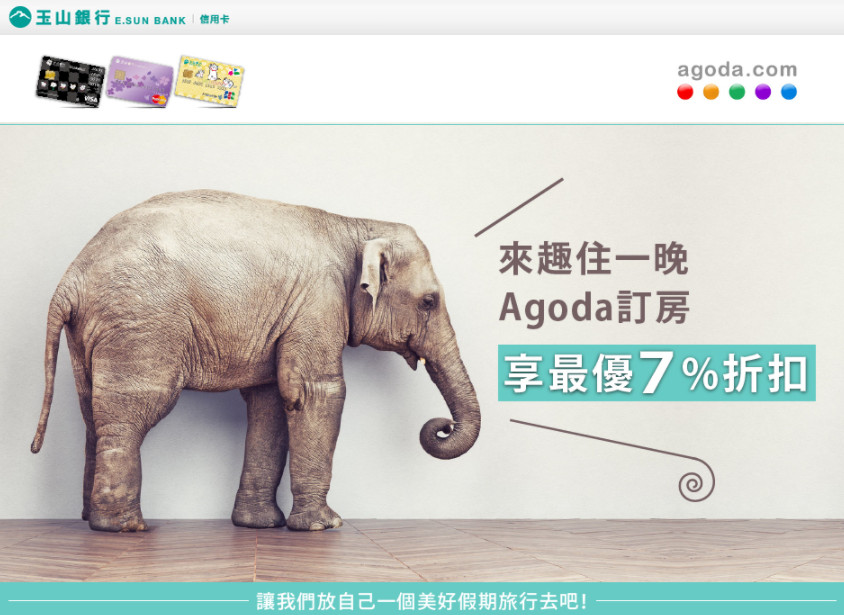 玉山銀行 E.SUN BANK 信用卡
agoda.com
來趣住一晚
Agoda訂房
享最優7%折扣
讓我們放自己一個美好假期旅行去吧!